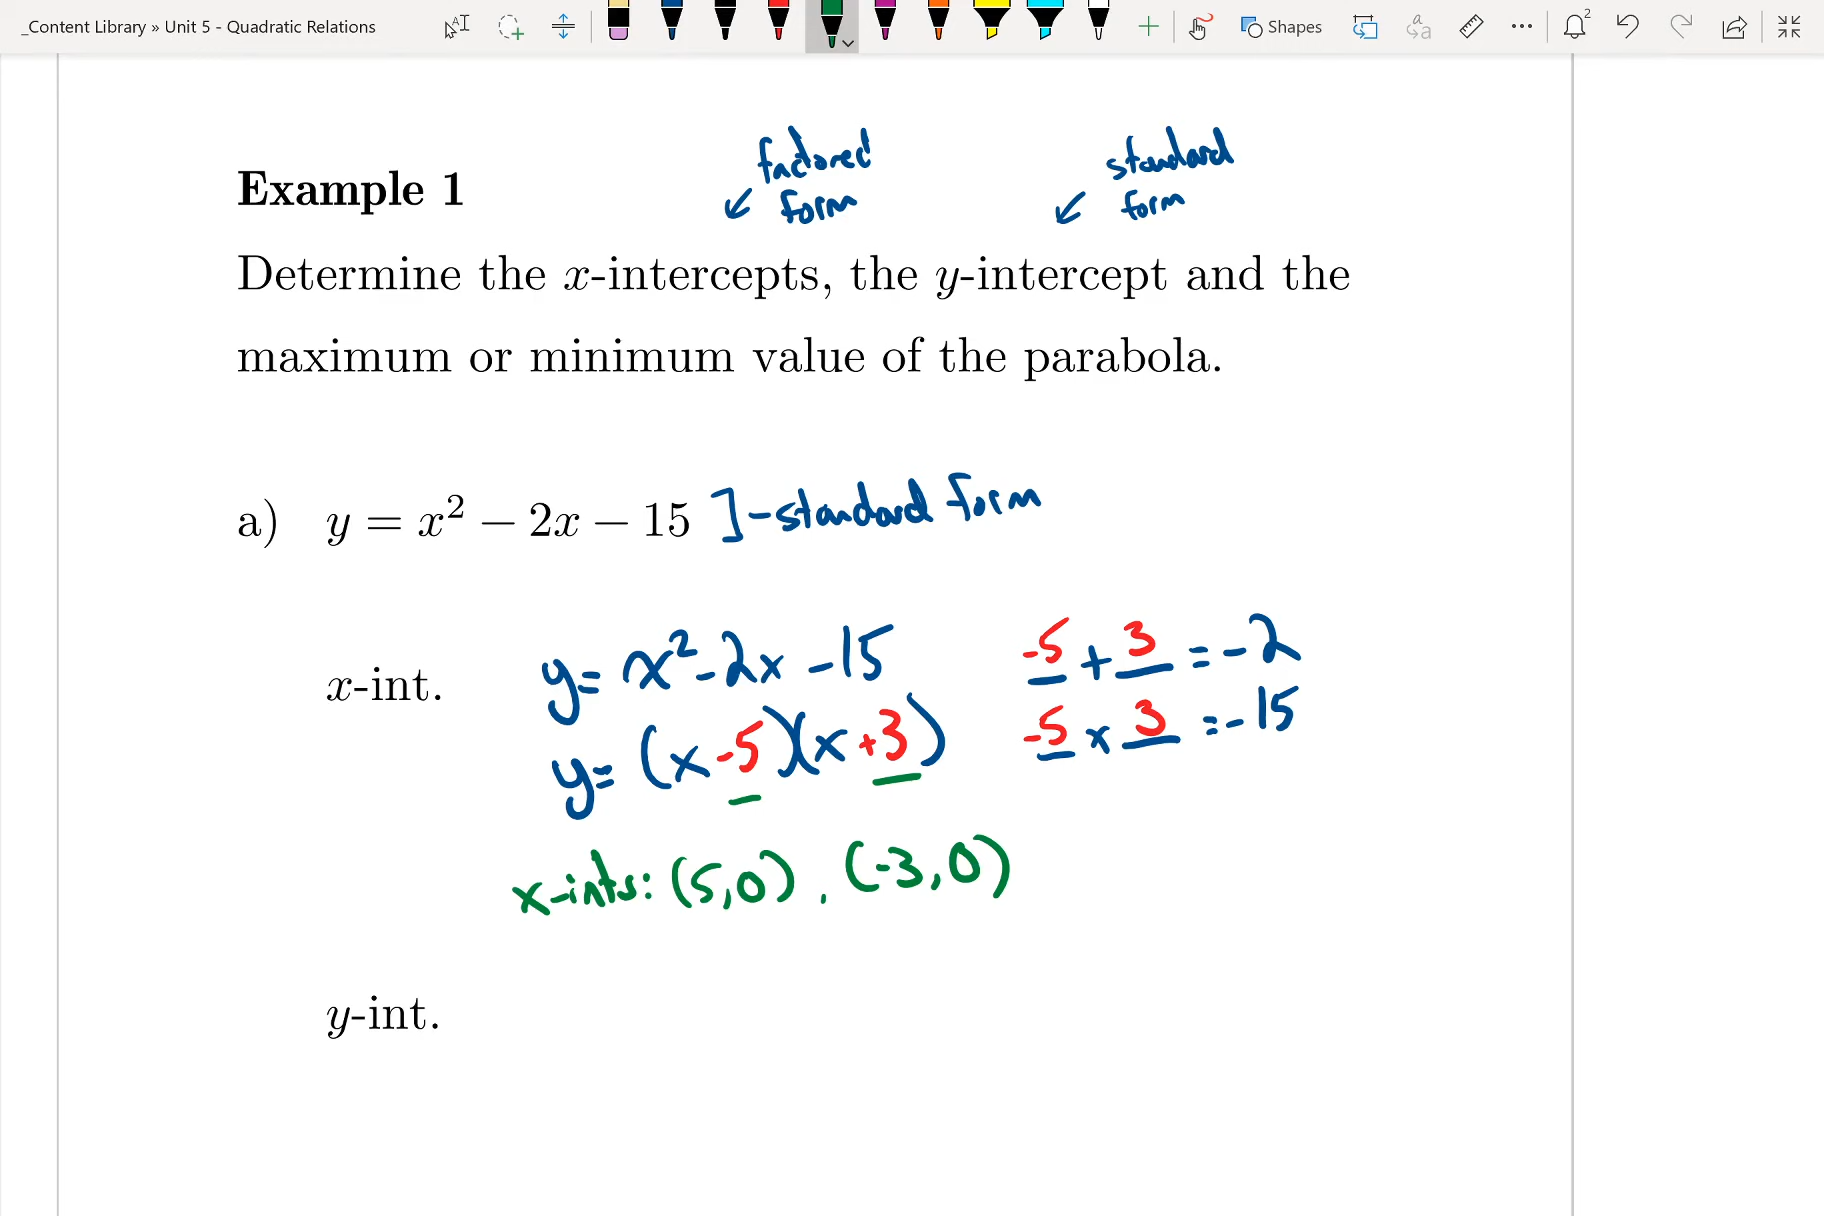 _Content Library » Unit 5 - Quadratic Relations
Shapes
2
factored form
standard form
Example 1
Determine the x-intercepts, the y-intercept and the
maximum or minimum value of the parabola.
a) y = x² − 2x − 15 ]-standard form
x-int.
y = x² - 2x - 15
-5 + 3 = -2
y = (x - 5)(x + 3)
-5 x 3 = -15
x-ints: (5,0), (-3,0)
y-int.